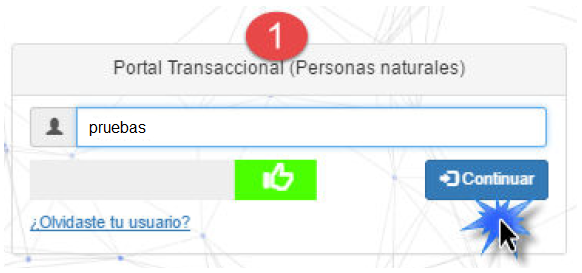 1
Portal Transaccional (Personas naturales)
pruebas
Continuar
¿Olvidaste tu usuario?